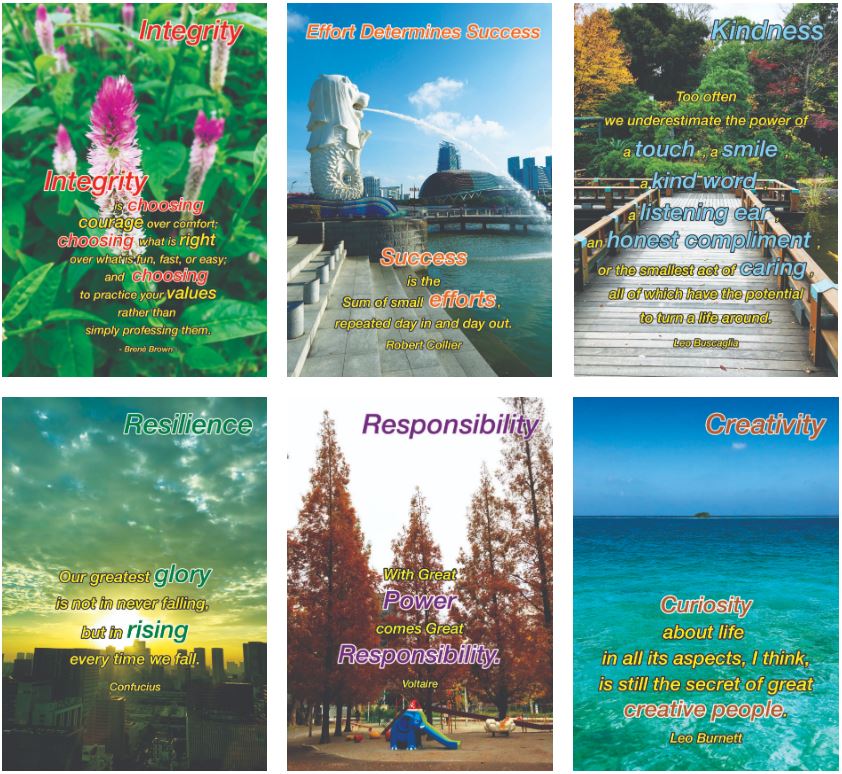 Integrity
Integrity
is choosing
courage over comfort;
choosing what is right
over what is fun, fast, or easy;
and choosing
to practice your values
rather than
simply professing them.
- Brené Brown
Effort Determines Success
Success
is the
Sum of small efforts,
repeated day in and day out.
Robert Collier
Kindness
Too often
we underestimate the power of
a touch , a smile ,
a kind word ,
a listening ear ,
an honest compliment ,
or the smallest act of caring ,
all of which have the potential
to turn a life around.
Leo Buscaglia
Resilience
Our greatest glory
is not in never falling,
but in rising
every time we fall.
Confucius
Responsibility
With Great
Power
comes Great
Responsibility.
Voltaire
Creativity
Curiosity
about life
in all its aspects, I think,
is still the secret of great
creative people.
Leo Burnett